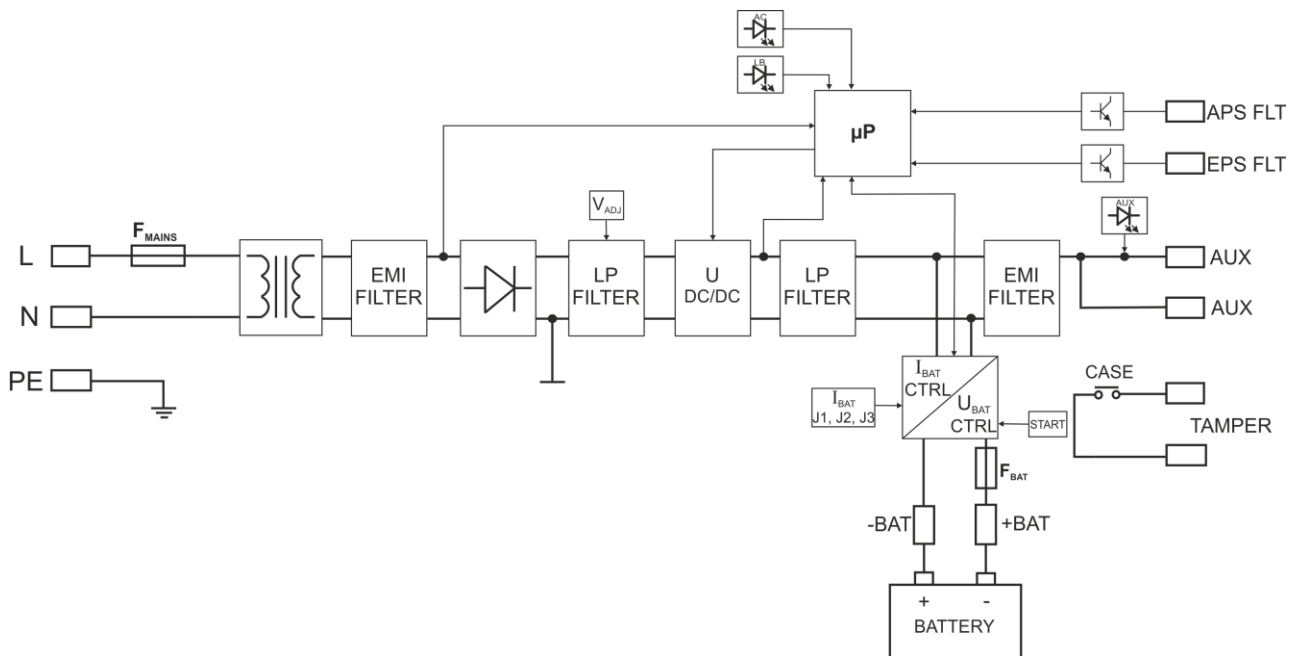 AC
LB
µP
APS FLT
EPS FLT
V ADJ
AUX
L
F MAINS
EMI
FILTER
LP
FILTER
U
DC/DC
LP
FILTER
EMI
FILTER
AUX
N
AUX
PE
I BAT
CTRL
U BAT
CTRL
I BAT
J1, J2, J3
START
CASE
TAMPER
F BAT
-BAT
+BAT
+ -
BATTERY